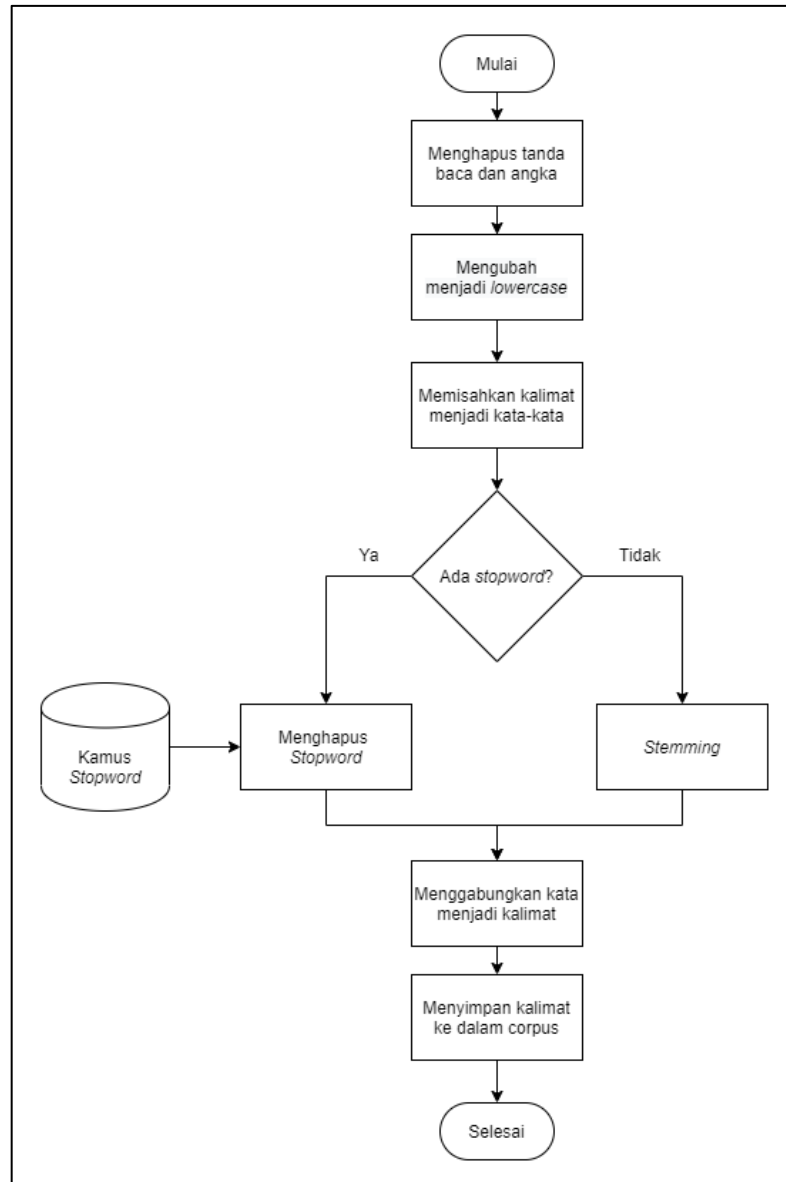 Mulai
Menghapus tanda
baca dan angka
Mengubah
menjadi lowercase
Memisahkan kalimat
menjadi kata-kata
Ada stopword?
Ya
Tidak
Kamus
Stopword
Menghapus
Stopword
Stemming
Menggabungkan kata
menjadi kalimat
Menyimpan kalimat
ke dalam corpus
Selesai